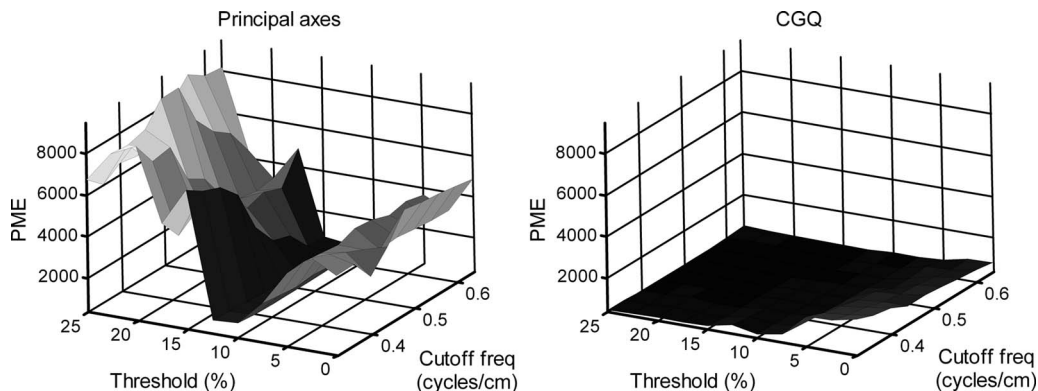 Principal axes
8000
6000
4000
2000
PME
25
20
15
10
5
0
Threshold (%)
0.4
0.5
0.6
Cutoff freq
(cycles/cm)
CGQ
8000
6000
4000
2000
PME
25
20
15
10
5
0
Threshold (%)
0.4
0.5
0.6
Cutoff freq
(cycles/cm)